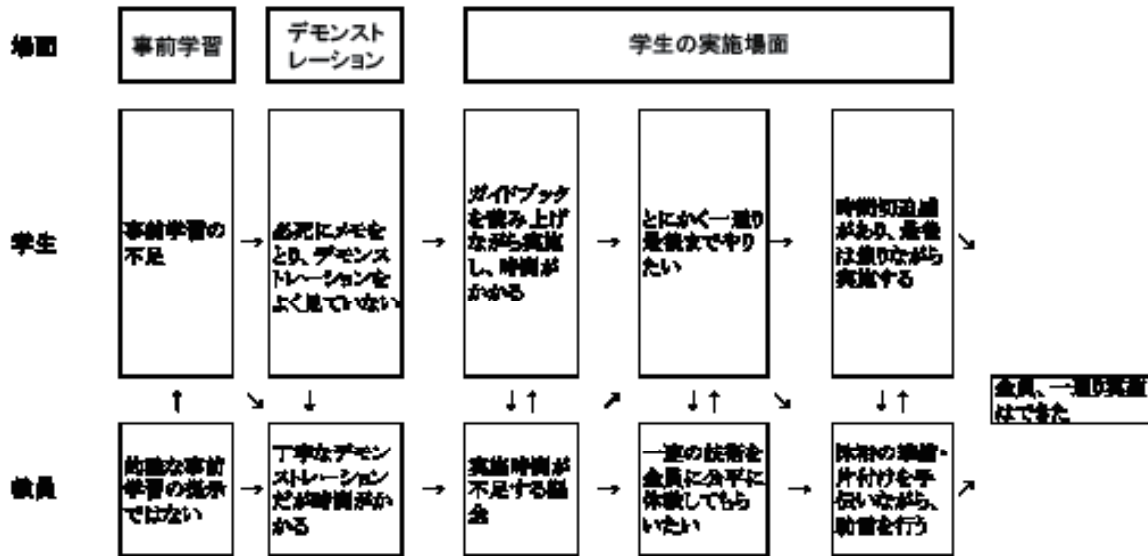 場面
事前学習
デモンスト
レーション
学生の実施場面
学生
事前学習の
不足
→
必死にメモを
とり、デモンス
トレーションを
よく見ていない
→
ガイドブック
を読み上げ
ながら実施
し、時間が
かかる
→
とにかく一通り
最後までやり
たい
→
時間切迫感
があり、最後
は焦りながら
実施する
↘
↑
↘
↓
↓↑
↗
↓↑
↘
↓↑
全員、一通り実施
はできた
教員
的確な事前
学習の提示
ではない
→
丁寧なデモン
ストレーション
だが時間がか
かる
→
実施時間が
不足する懸
念
→
一連の技術を
全員に公平に
体験してもら
いたい
→
休相の準備・
片付けを手
伝いながら、
助言を行う
↗